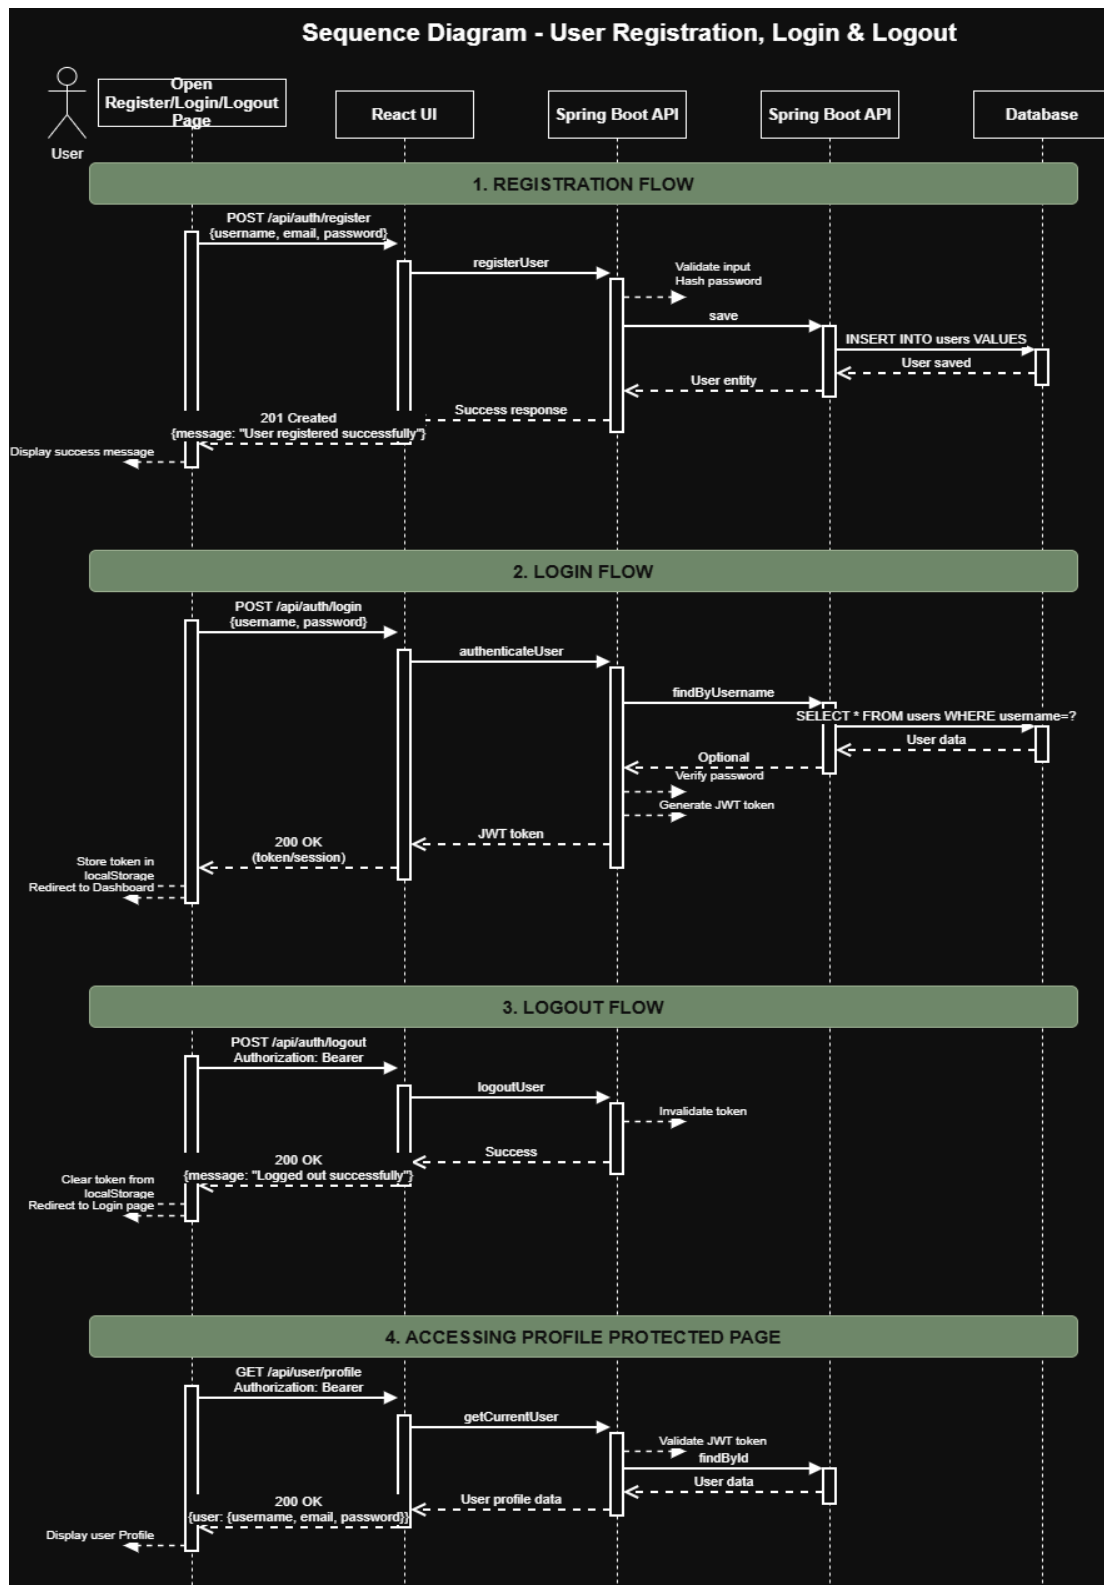 Sequence Diagram - User Registration, Login & Logout
User
Open
Register/Login/Logout
Page
React UI
Spring Boot API
Spring Boot API
Database
1. REGISTRATION FLOW
POST /api/auth/register
{username, email, password}
registerUser
Validate input
Hash password
save
INSERT INTO users VALUES
User saved
User entity
Success response
201 Created
{message: "User registered successfully"}
Display success message
2. LOGIN FLOW
POST /api/auth/login
{username, password}
authenticateUser
findByUsername
SELECT * FROM users WHERE username=?
User data
Optional
Verify password
Generate JWT token
JWT token
200 OK
(token/session)
Store token in
localStorage
Redirect to Dashboard
3. LOGOUT FLOW
POST /api/auth/logout
Authorization: Bearer
logoutUser
Invalidate token
Success
200 OK
{message: "Logged out successfully"}
Clear token from
localStorage
Redirect to Login page
4. ACCESSING PROFILE PROTECTED PAGE
GET /api/user/profile
Authorization: Bearer
getCurrentUser
Validate JWT token
findById
User data
User profile data
200 OK
{user: {username, email, password}}
Display user Profile